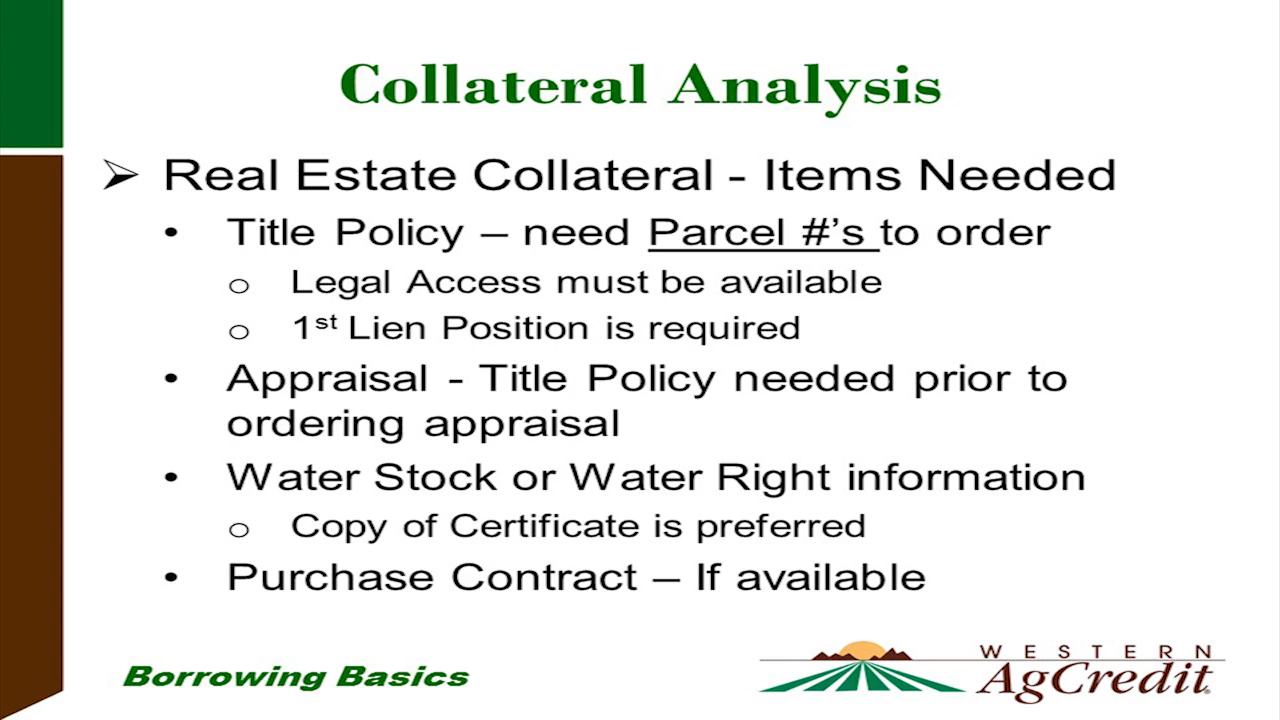 Collateral Analysis
➢ Real Estate Collateral - Items Needed
• Title Policy – need Parcel #’s to order
o Legal Access must be available
o 1st Lien Position is required
• Appraisal - Title Policy needed prior to
ordering appraisal
• Water Stock or Water Right information
o Copy of Certificate is preferred
• Purchase Contract – If available
Borrowing Basics
WESTERN
AgCredit®